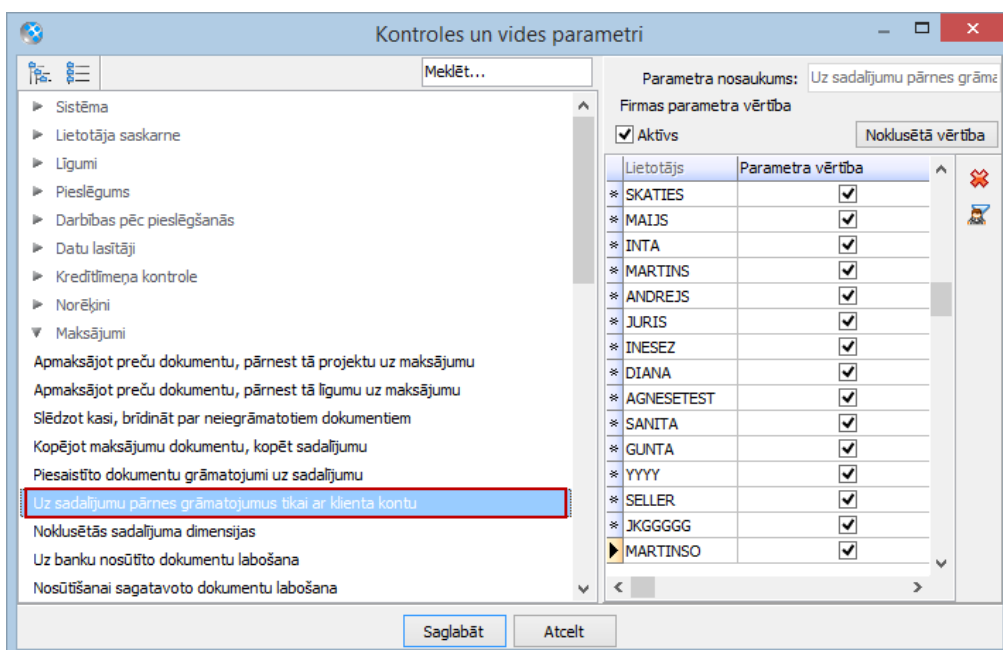 Kontroles un vides parametri
Meklēt...
Sistēma
Lietotāja saskarne
Līgumi
Pieslēgums
Darbības pēc pieslēgšanās
Datu lasītāji
Kredītlīmeņa kontrole
Norēķini
Maksājumi
Apmaksājot preču dokumentu, pārnest tā projektu uz maksājumu
Apmaksājot preču dokumentu, pārnest tā līgumu uz maksājumu
Slēdzot kasi, brīdināt par neiegrāmatotiem dokumentiem
Kopējot maksājumu dokumentu, kopēt sadalījumu
Piesaistīto dokumentu grāmatojumi uz sadalījumu
Uz sadalījumu pārnes grāmatojumus tikai ar klienta kontu
Noklusētās sadalījuma dimensijas
Uz banku nosūtīto dokumentu labošana
Nosūtīšanai sagatavoto dokumentu labošana
Parametra nosaukums: Uz sadalījumu pārnes grāma
Firmas parametra vērtība
Aktīvs
Noklusētā vērtība
Lietotājs Parametra vērtība
SKATIES
MAIJS
INTA
MARTINS
ANDREJS
JURIS
INESEZ
DIANA
AGNESETEST
SANITA
GUNTA
YYYY
SELLER
JKGGGGG
MARTINSO
Saglabāt Atcelt